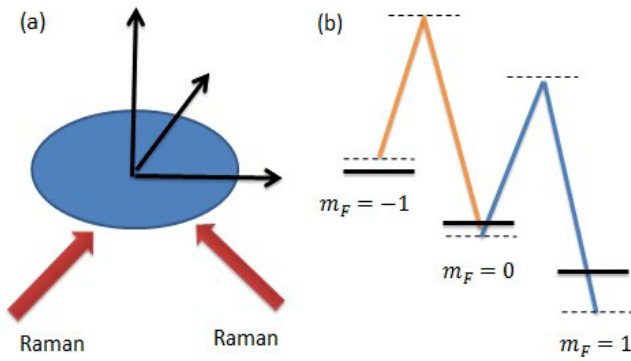 (a)
Raman
Raman
(b)
m_F = −1
m_F = 0
m_F = 1